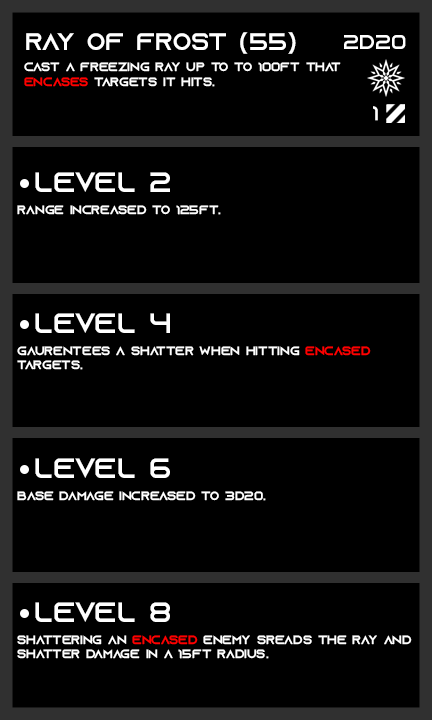 RAY OF FROST (55) 2D20
CAST A FREEZING RAY UP TO TO 100FT THAT
ENCASES TARGETS IT HITS.
1
•LEVEL 2
RANGE INCREASED TO 125FT.
•LEVEL 4
GAURENTEES A SHATTER WHEN HITTING ENCASED
TARGETS.
•LEVEL 6
BASE DAMAGE INCREASED TO 3D20.
•LEVEL 8
SHATTERING AN ENCASED ENEMY SREADS THE RAY AND
SHATTER DAMAGE IN A 15FT RADIUS.